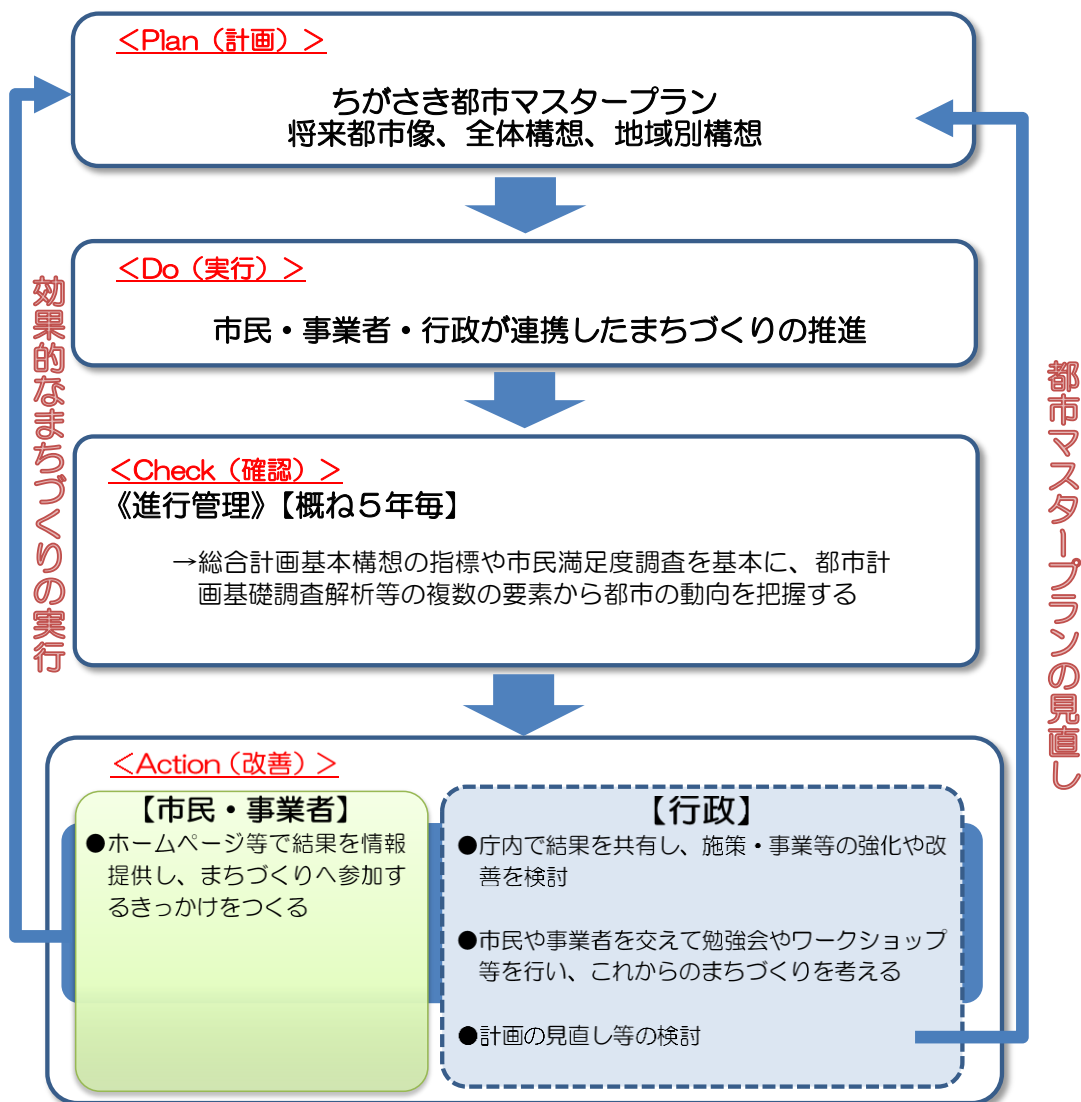 ＜Plan（計画）＞
ちがさき都市マスタープラン
将来都市像、全体構想、地域別構想
＜Do（実行）＞
市民・事業者・行政が連携したまちづくりの推進
＜Check（確認）＞
《進行管理》【概ね５年毎】
→総合計画基本構想の指標や市民満足度調査を基本に、都市計
画基礎調査解析等の複数の要素から都市の動向を把握する
＜Action（改善）＞
【市民・事業者】
●ホームページ等で結果を情報
提供し、まちづくりへ参加す
るきっかけをつくる
【行政】
●庁内で結果を共有し、施策・事業等の強化や改
善を検討
●市民や事業者を交えて勉強会やワークショップ
等を行い、これからのまちづくりを考える
●計画の見直し等の検討
効果的なまちづくりの実行
都市マスタープランの見直し